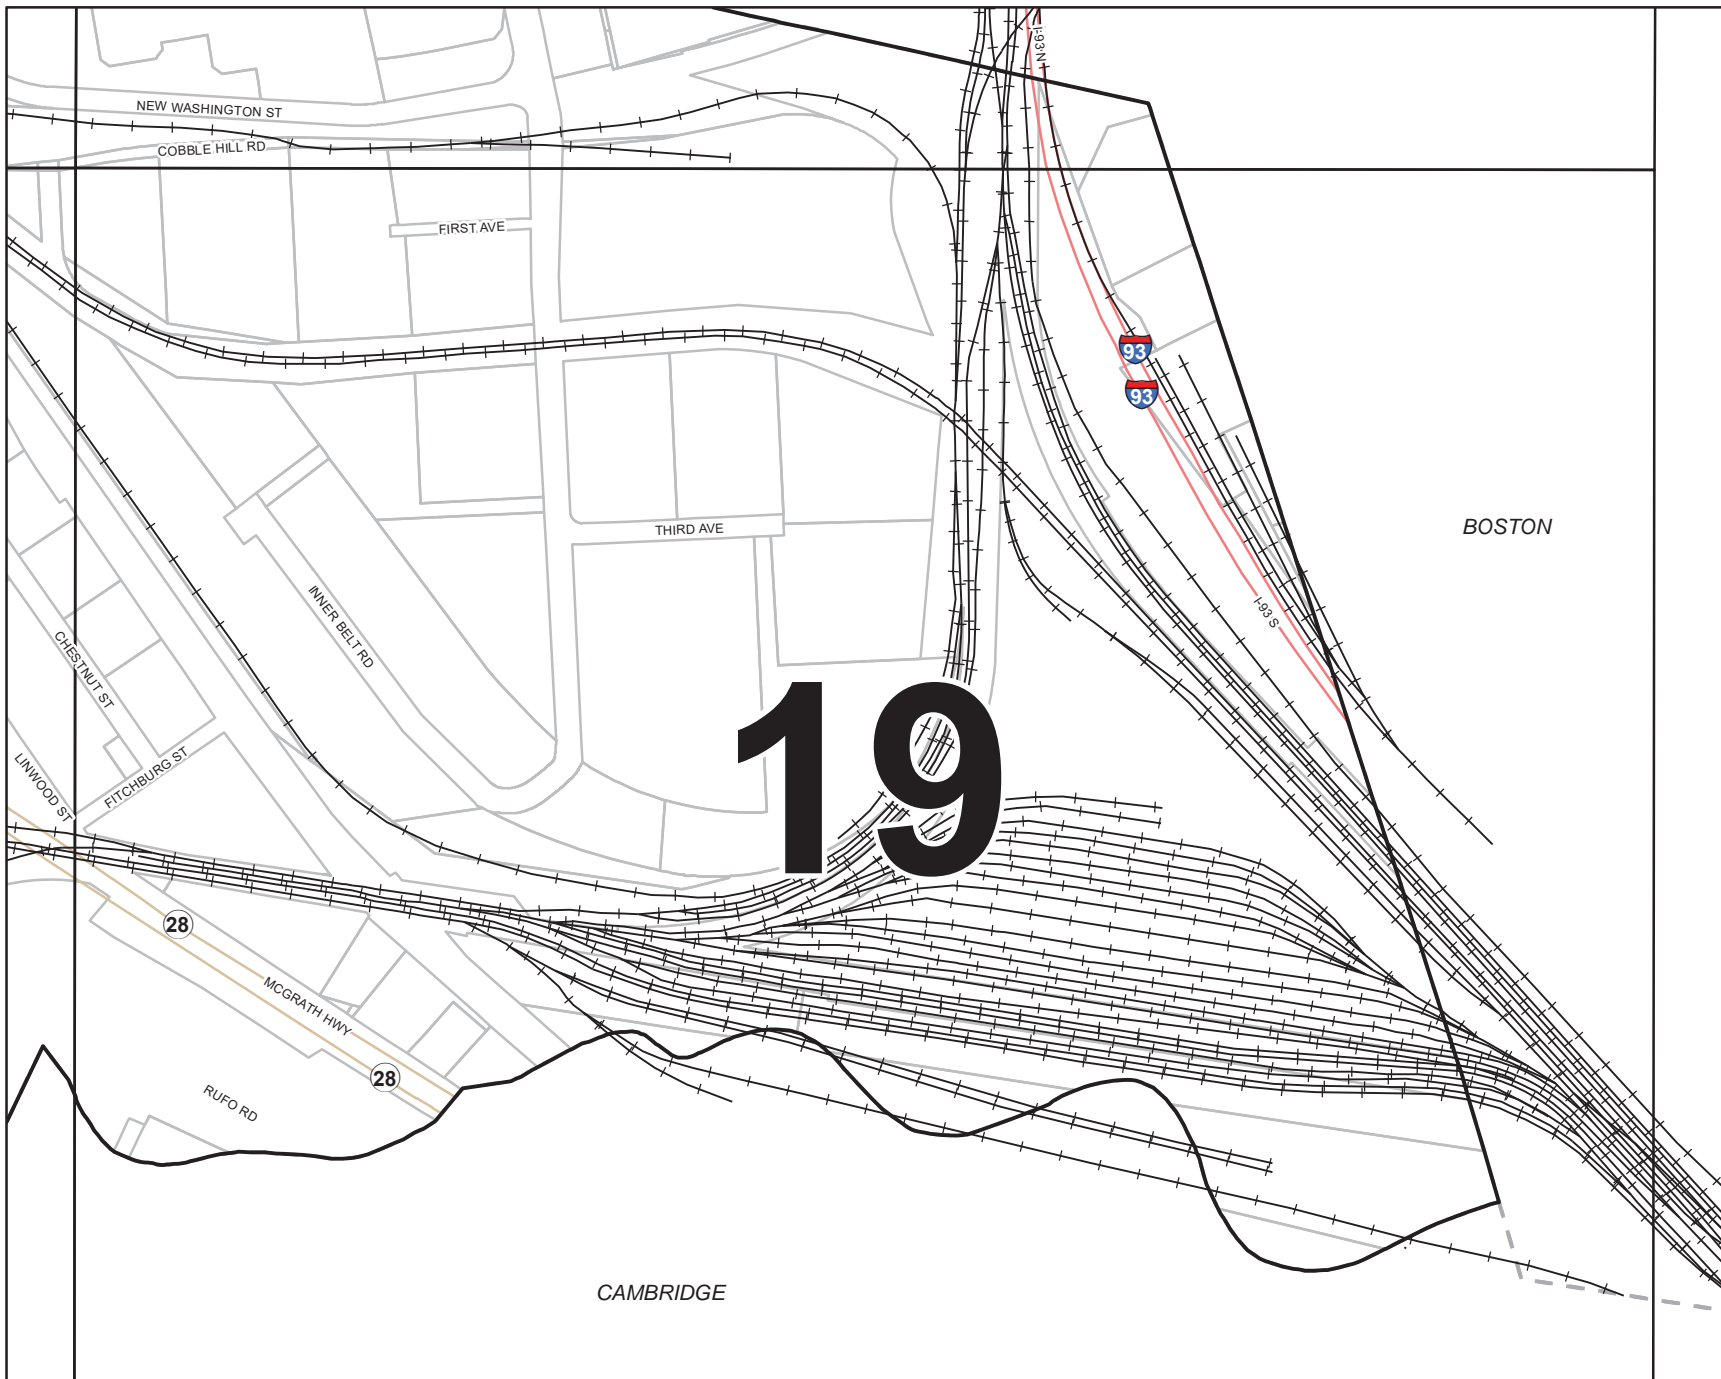 I-93 N
NEW WASHINGTON ST
COBBLE HILL RD
FIRST AVE
93
93
BOSTON
THIRD AVE
INNER BELT RD
I-93 S
CHESTNUT ST
19
LINWOOD ST
FITCHBURG ST
28
MCGRATH HWY
28
RUFO RD
CAMBRIDGE